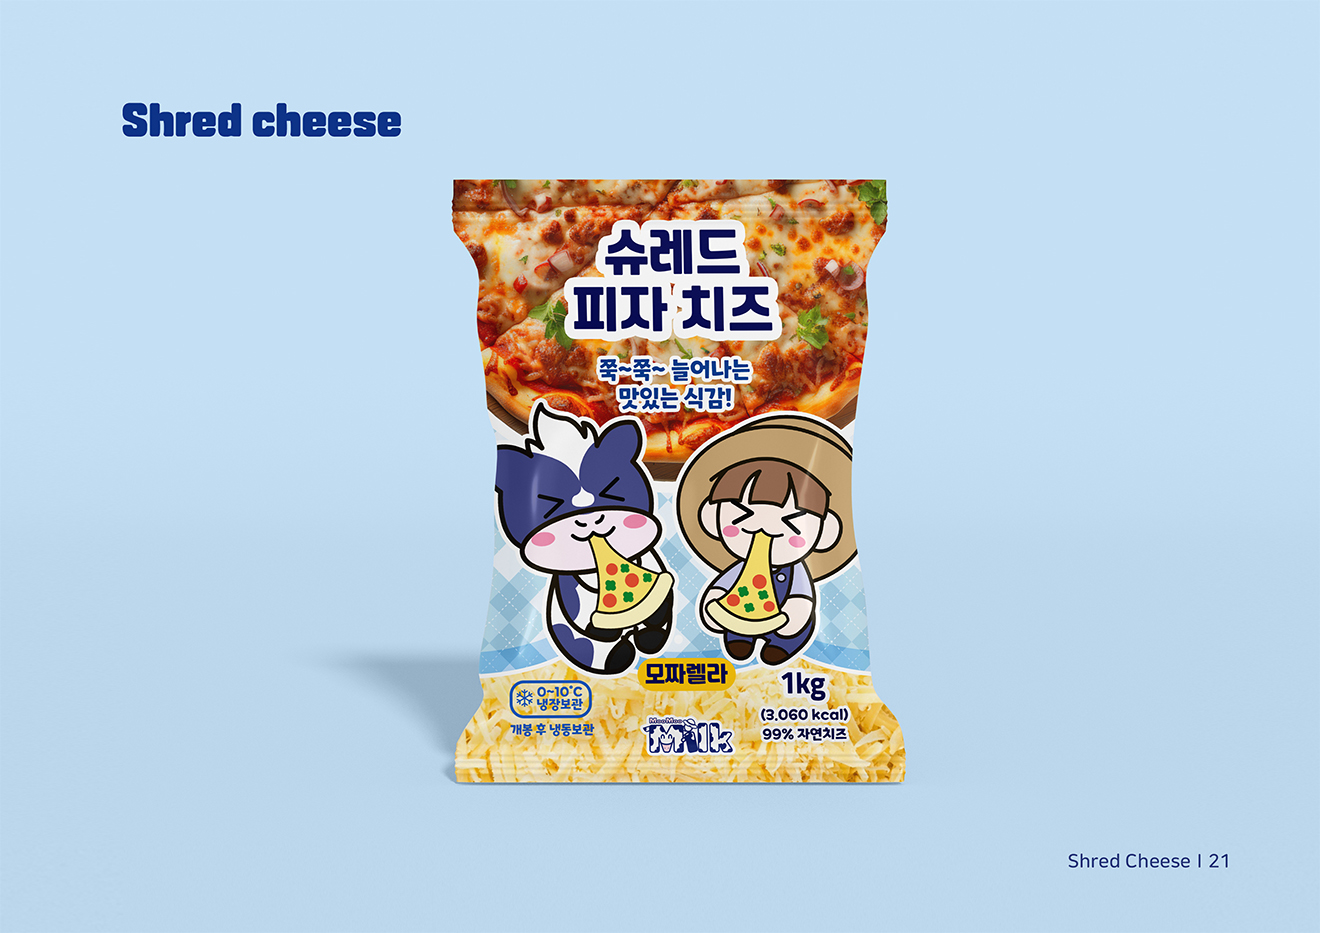 Shred cheese
슈레드
피자 치즈
쭉~쭉~ 늘어나는
맛있는 식감!
모짜렐라
0~10°C
냉장보관
개봉 후 냉동보관
MooMoo
Milk
1kg
(3,060 kcal)
99% 자연치즈
Shred Cheese I 21